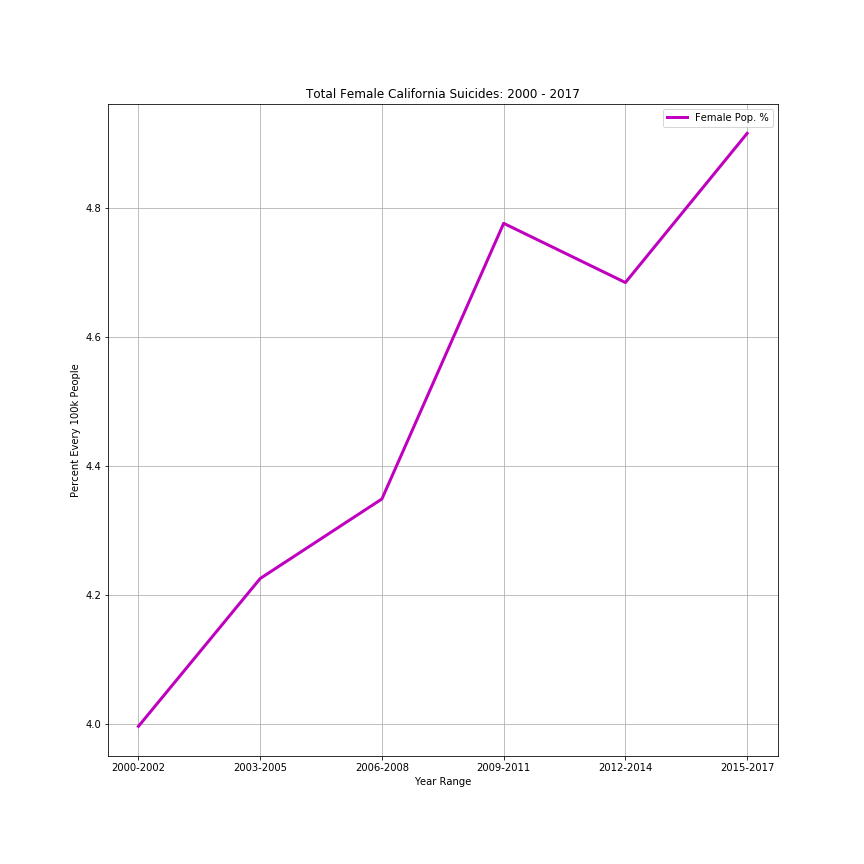 Total Female California Suicides: 2000 - 2017
Female Pop. %
Percent Every 100k People
4.8
4.6
4.4
4.2
4.0
2000-2002 2003-2005 2006-2008 2009-2011 2012-2014 2015-2017
Year Range